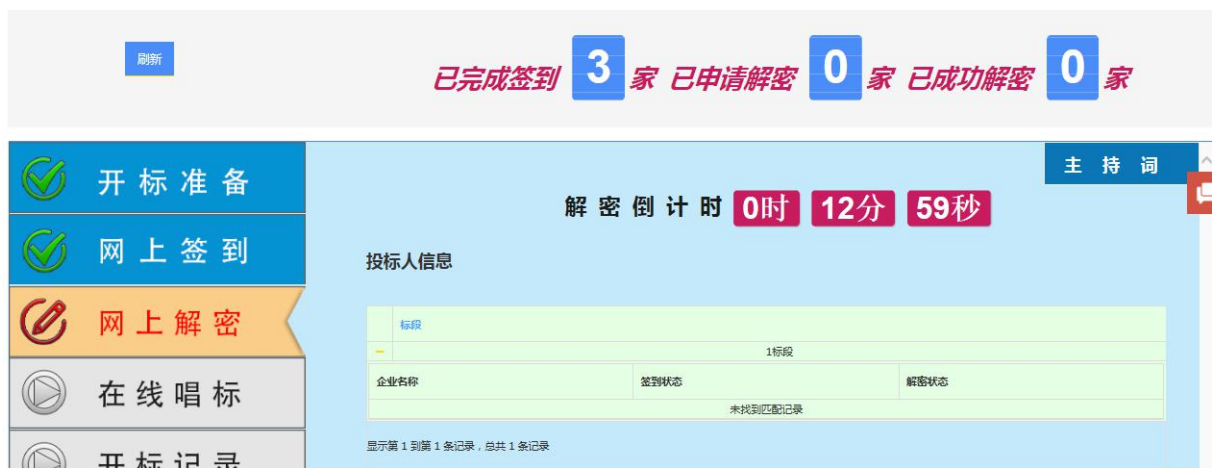 刷新
已完成签到 3 家 已申请解密 0 家 已成功解密 0 家
主持词
开标准备
解密倒计时 0时 12分 59秒
网上签到
投标人信息
网上解密
标段
1标段
在线唱标
企业名称 签到状态 解密状态
未找到匹配记录
显示第 1 到第 1 条记录，总共 1 条记录
开标记录